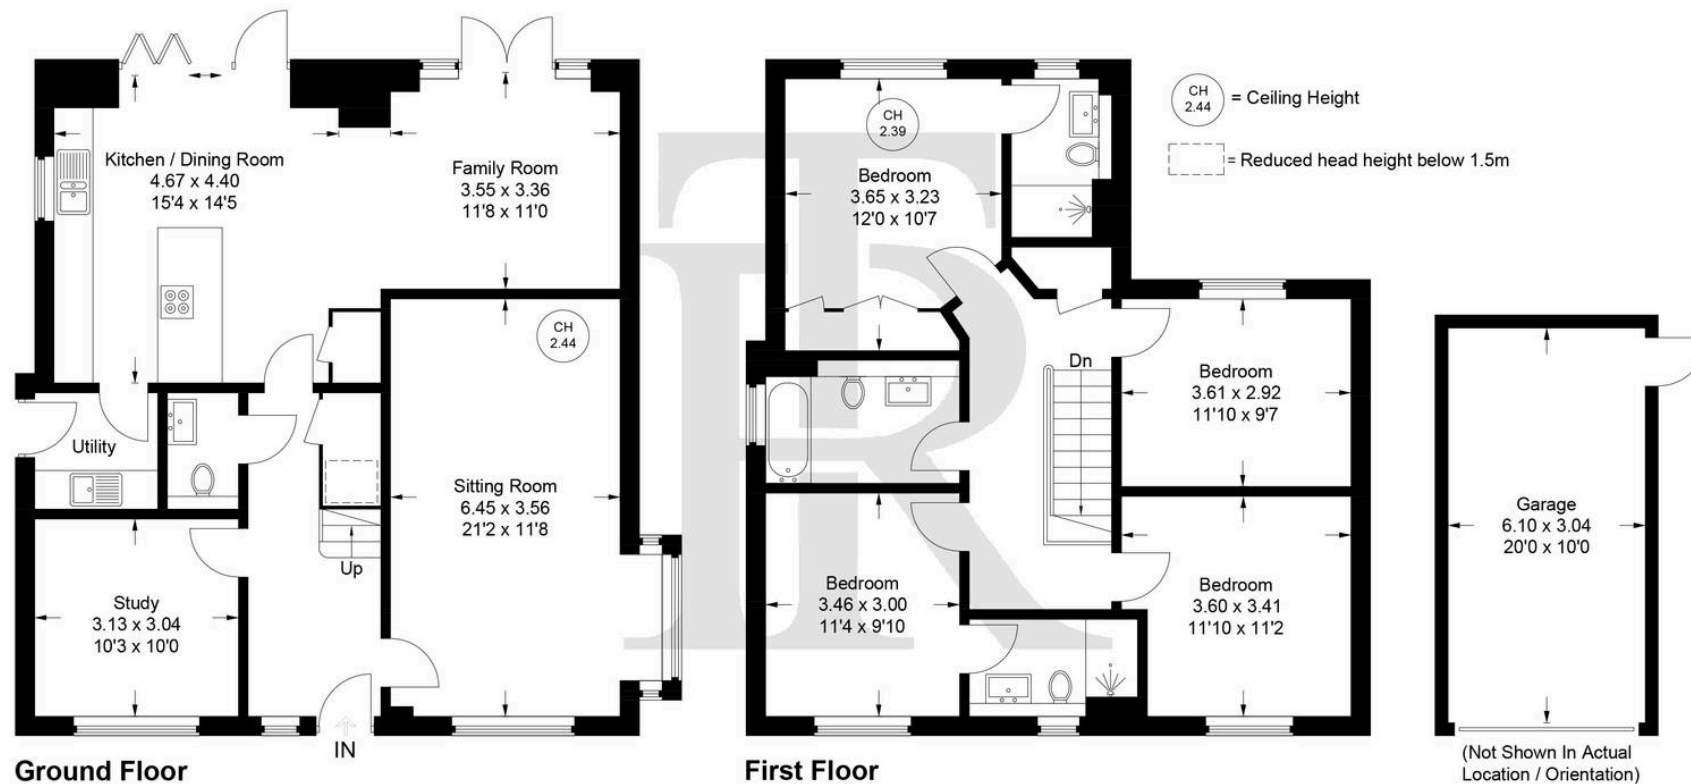 Kitchen / Dining Room
4.67 x 4.40
15'4 x 14'5
Family Room
3.55 x 3.36
11'8 x 11'0
CH
2.44
Utility
Sitting Room
6.45 x 3.56
21'2 x 11'8
Up
Study
3.13 x 3.04
10'3 x 10'0
IN
Ground Floor
CH
2.39
Bedroom
3.65 x 3.23
12'0 x 10'7
Dn
Bedroom
3.61 x 2.92
11'10 x 9'7
Bedroom
3.46 x 3.00
11'4 x 9'10
Bedroom
3.60 x 3.41
11'10 x 11'2
First Floor
CH
2.44
= Ceiling Height
= Reduced head height below 1.5m
Garage
6.10 x 3.04
20'0 x 10'0
(Not Shown In Actual
Location / Orientation)